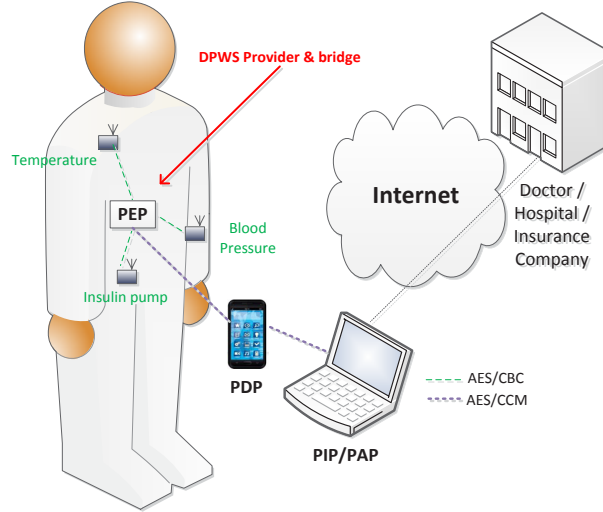 DPWS Provider & bridge
Temperature
PEP
Blood
Pressure
Insulin pump
Internet
Doctor /
Hospital /
Insurance
Company
PDP
PIP/PAP
AES/CBC
AES/CCM